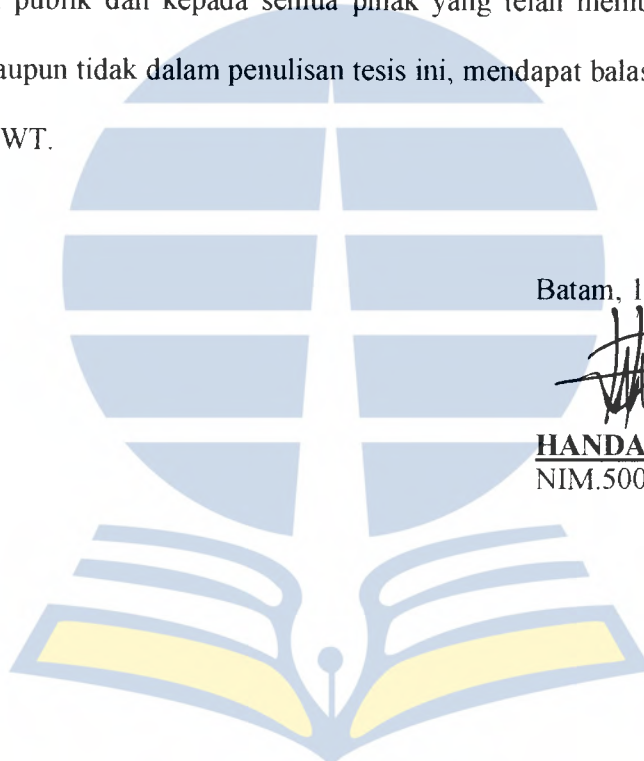 publik dan kepada semua pihak yang telah
aupun tidak dalam penulisan tesis ini, mendapat balas
WT.
Batam, 1
HANDA
NIM.500